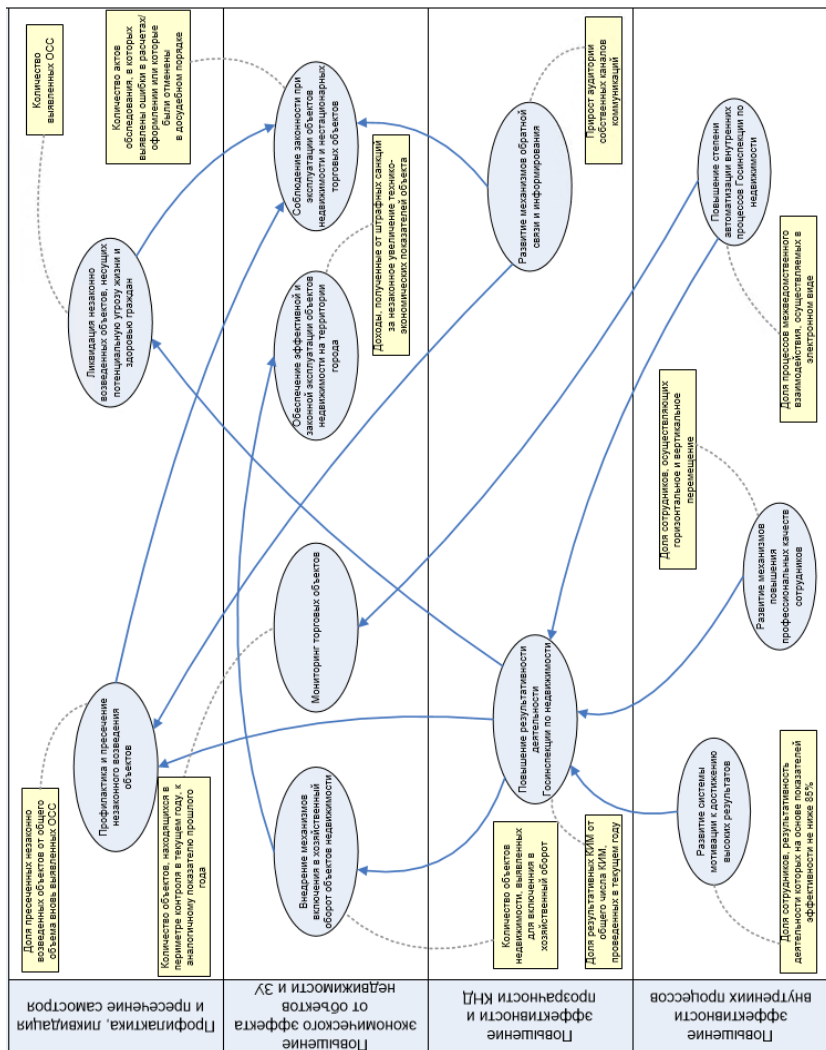 Профилактика, ликвидация
и пресечение самостроя
Доля пресеченных незаконно
возведенных объектов от общего
объема вновь выявленных ОСС
Профилактика и пресечение
незаконного возведения
объектов
Ликвидация незаконно
возведенных объектов, несущих
потенциальную угрозу жизни и
здоровью граждан
Количество
выявленных ОСС
Повышение
экономического эффекта
от объектов
недвижимости и ЗУ
Количество объектов, находящихся в
периметре контроля в текущем году, к
аналогичному показателю прошлого
года
Внедрение механизмов
включения в хозяйственный
оборот объектов недвижимости
Мониторинг торговых объектов
Обеспечение эффективной и
законной эксплуатации объектов
недвижимости на территории
города
Соблюдение законности при
эксплуатации объектов
недвижимости и нестационарных
торговых объектов
Количество актов
обследования, в которых
выявлены ошибки в расчетах/
оформлении или которые
были отменены
в досудебном порядке
Повышение
эффективности и
прозрачности КНД
Количество объектов
недвижимости, выявленных
для включения в
хозяйственный оборот
Доля результативных КИМ от
общего числа КИМ,
проведенных в текущем году
Повышение результативности
деятельности
Госинспекции по недвижимости
Доходы, полученные от штрафных санкций
за незаконное увеличение технико-
экономических показателей объекта
Развитие механизмов обратной
связи и информирования
Прирост аудитории
собственных каналов
коммуникаций
Повышение
эффективности
внутренних процессов
Доля сотрудников, результативность
деятельности которых на основе показателей
эффективности не ниже 85%
Развитие системы
мотивации к достижению
высоких результатов
Развитие механизмов
повышения
профессиональных качеств
сотрудников
Доля сотрудников, осуществляющих
горизонтальное и вертикальное
перемещение
Доля процессов межведомственного
взаимодействия, осуществляемых в
электронном виде
Повышение степени
автоматизации внутренних
процессов Госинспекции по
недвижимости